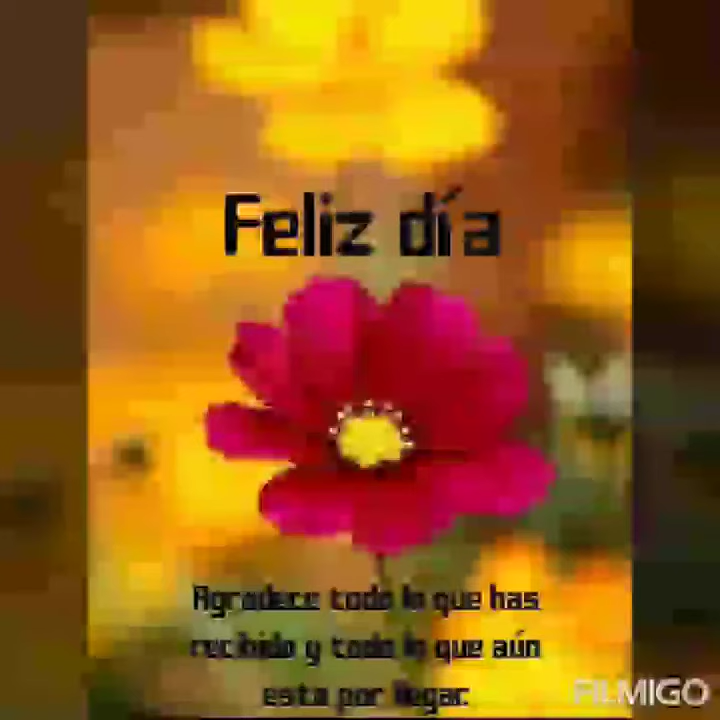 Feliz día
Agradece todo lo que has
recibido y todo lo que aún
esta por llegar.
FILMIGO